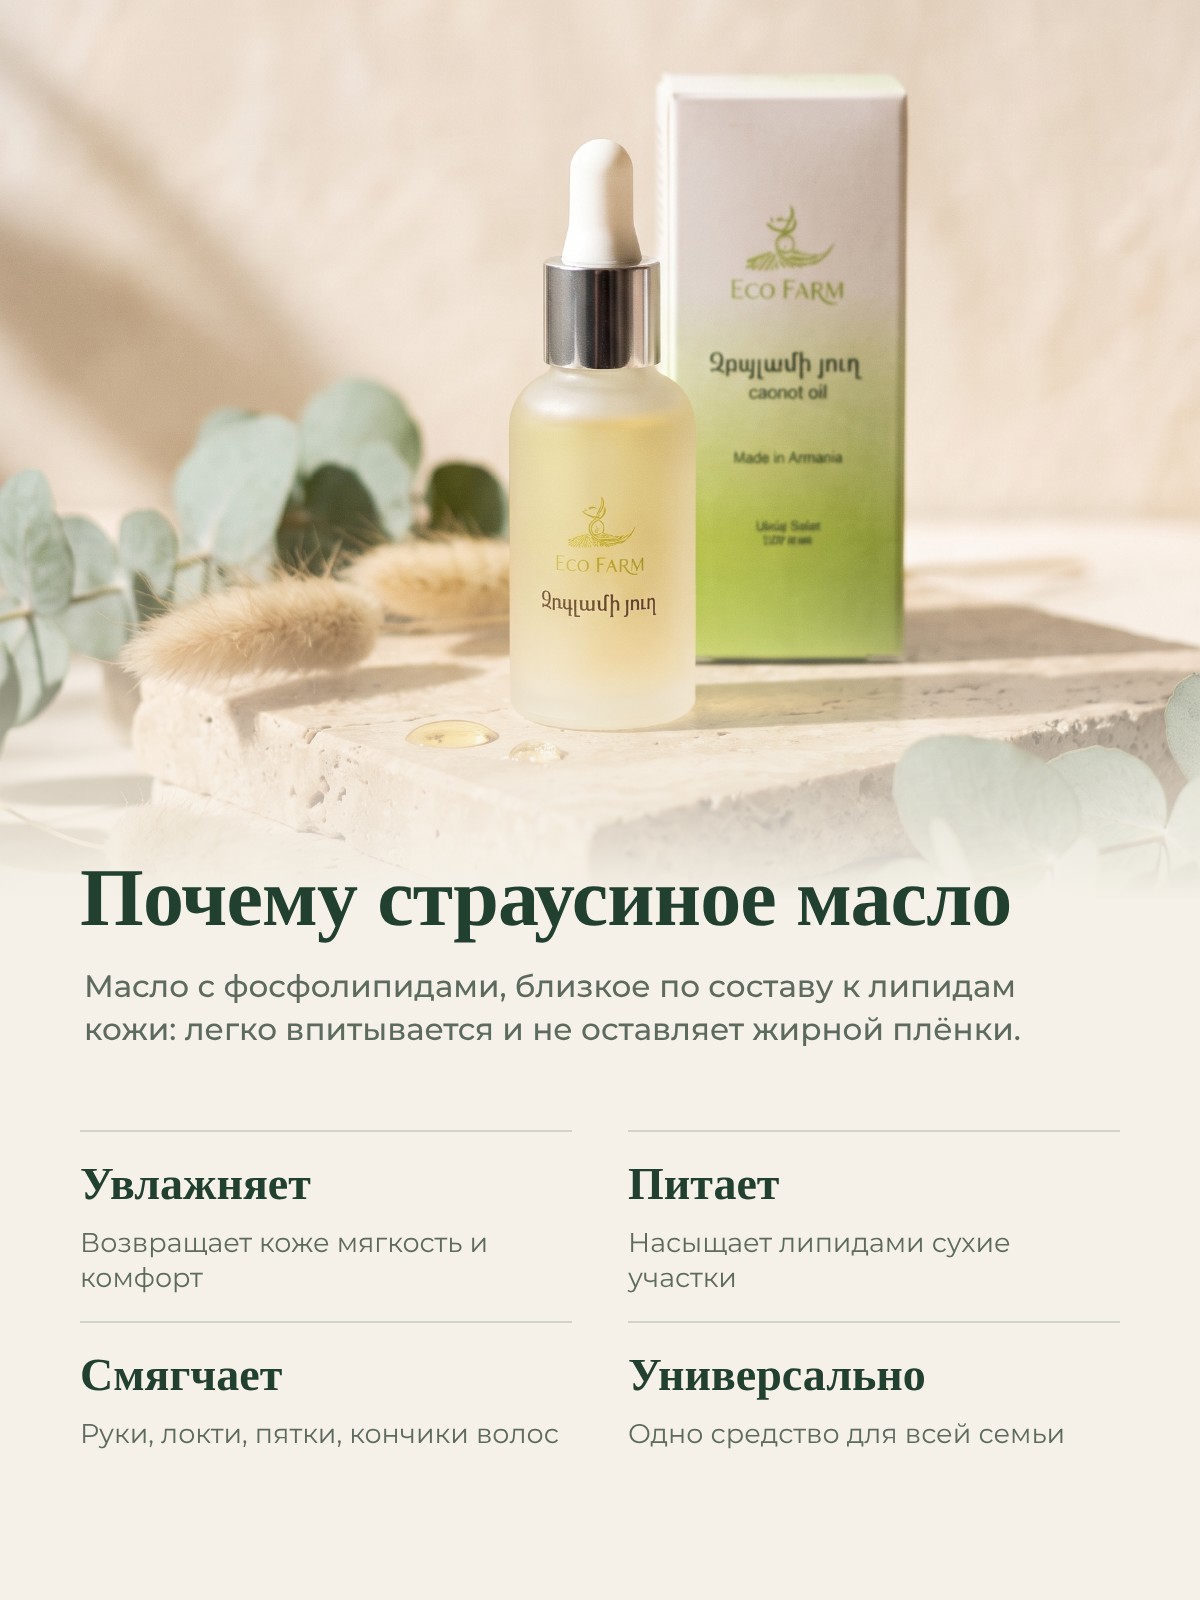 ECO FARM
Չբպլամի յուղ
caonot oil
Made in Armania
ECO FARM
Չրգլամի յուղ
Почему страусиное масло
Масло с фосфолипидами, близкое по составу к липидам
кожи: легко впитывается и не оставляет жирной плёнки.
Увлажняет
Возвращает коже мягкость и
комфорт
Питает
Насыщает липидами сухие
участки
Смягчает
Руки, локти, пятки, кончики волос
Универсально
Одно средство для всей семьи